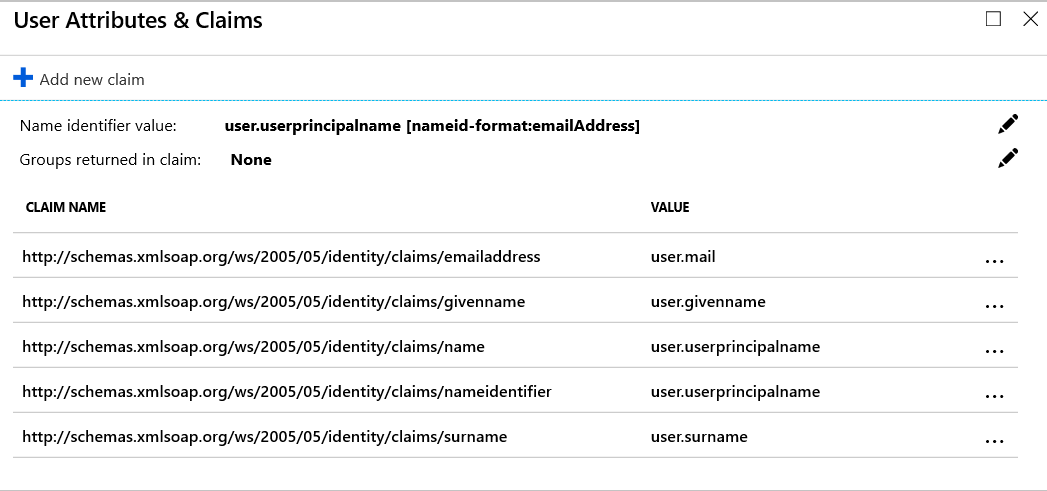 User Attributes & Claims
Add new claim
Name identifier value: user.userprincipalname [nameid-format:emailAddress]
Groups returned in claim: None
CLAIM NAME VALUE
http://schemas.xmlsoap.org/ws/2005/05/identity/claims/emailaddress user.mail ...
http://schemas.xmlsoap.org/ws/2005/05/identity/claims/givenname user.givenname ...
http://schemas.xmlsoap.org/ws/2005/05/identity/claims/name user.userprincipalname ...
http://schemas.xmlsoap.org/ws/2005/05/identity/claims/nameidentifier user.userprincipalname ...
http://schemas.xmlsoap.org/ws/2005/05/identity/claims/surname user.surname ...